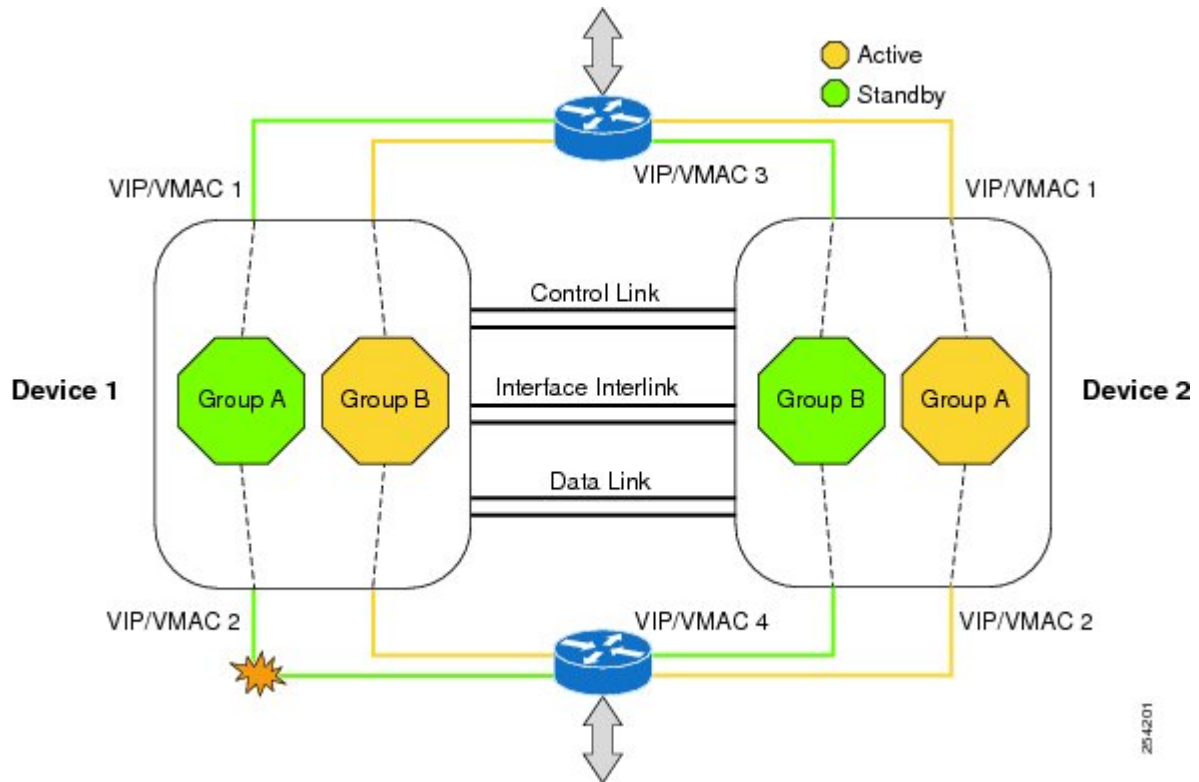 Active
Standby
VIP/VMAC 1
VIP/VMAC 3
VIP/VMAC 1
Control Link
Device 1
Group A
Group B
Interface Interlink
Group B
Group A
Device 2
Data Link
VIP/VMAC 2
VIP/VMAC 4
VIP/VMAC 2
254201